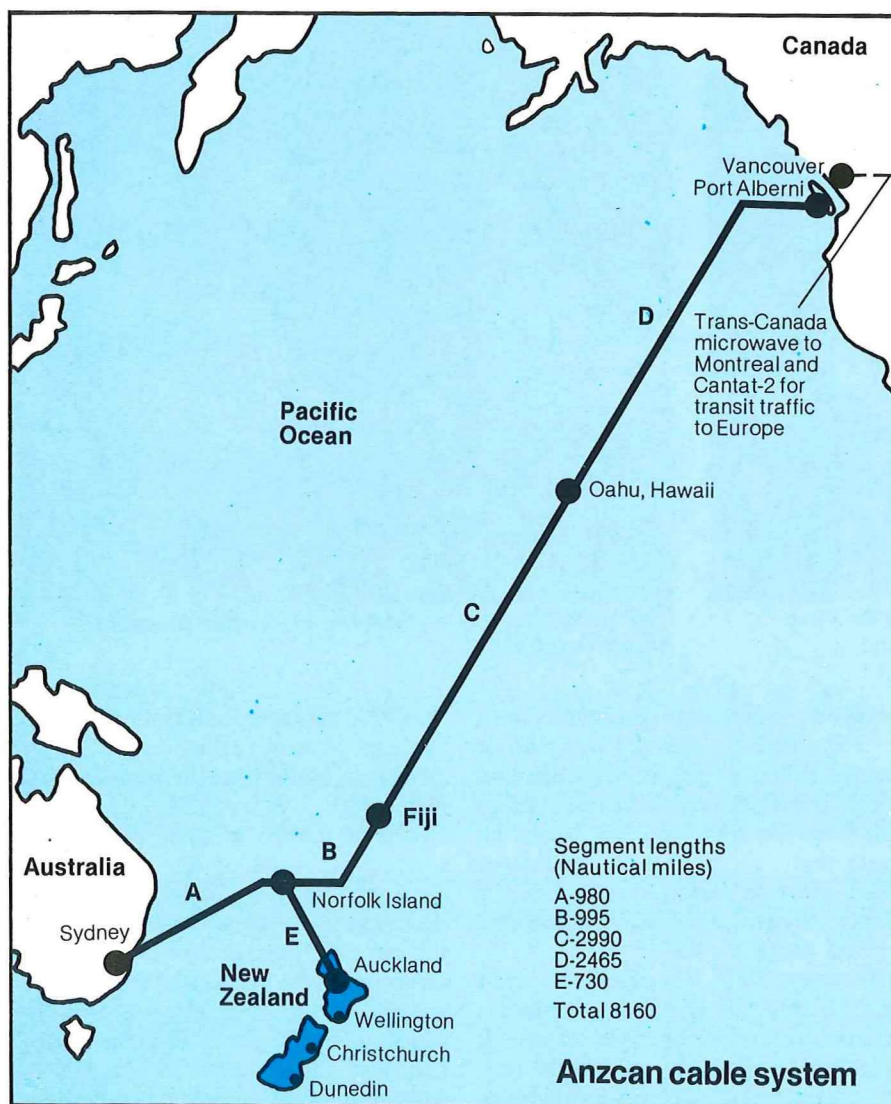 Canada
Vancouver
Port Alberni
D
Trans-Canada
microwave to
Montreal and
Cantat-2 for
transit traffic
to Europe
Pacific
Ocean
Oahu, Hawaii
C
Fiji
B
Australia
A
Norfolk Island
Sydney
E
New
Zealand
Auckland
Wellington
Christchurch
Dunedin
Segment lengths
(Nautical miles)
A-980
B-995
C-2990
D-2465
E-730
Total 8160
Anzcan cable system